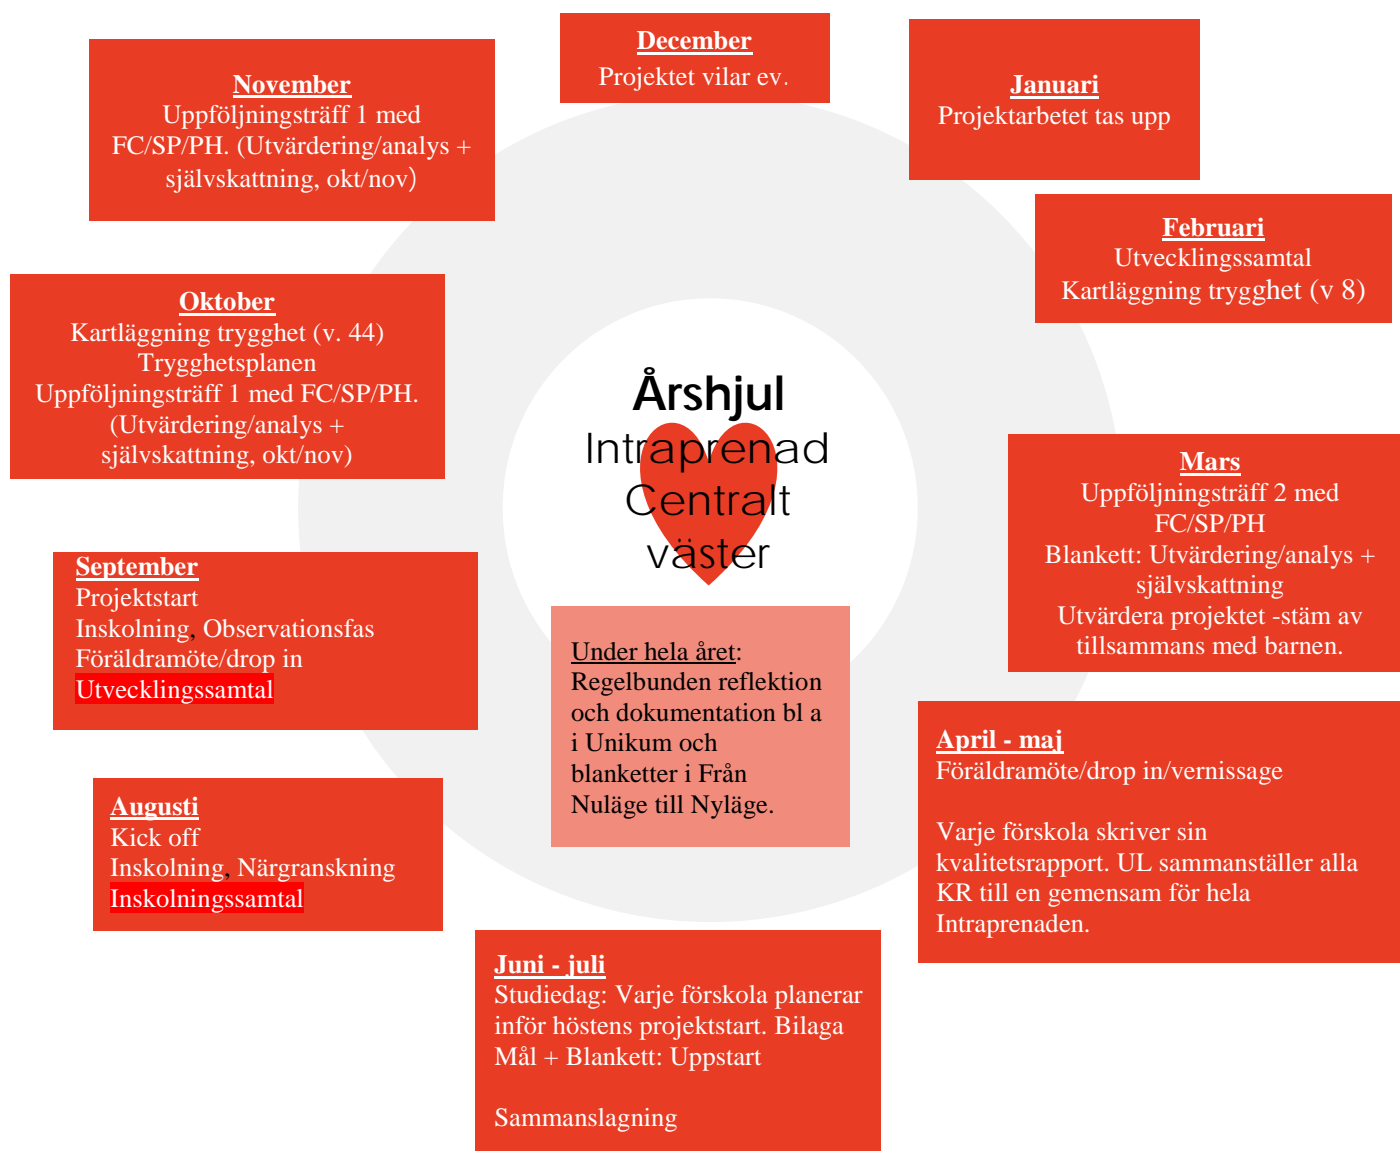 December
Projektet vilar ev.
Januari
Projektarbetet tas upp
Februari
Utvecklingssamtal
Kartläggning trygghet (v 8)
Mars
Uppföljningsträff 2 med
FC/SP/PH
Blankett: Utvärdering/analys +
självskattning
Utvärdera projektet -stäm av
tillsammans med barnen.
April - maj
Föräldramöte/drop in/vernissage
Varje förskola skriver sin
kvalitetsrapport. UL sammanställer alla
KR till en gemensam för hela
Intraprenaden.
Juni - juli
Studiedag: Varje förskola planerar
inför höstens projektstart. Bilaga
Mål + Blankett: Uppstart
Sammanslagning
Augusti
Kick off
Inskolning, Närgranskning
Inskolningssamtal
September
Projektstart
Inskolning, Observationsfas
Föräldramöte/drop in
Utvecklingssamtal
Oktober
Kartläggning trygghet (v. 44)
Trygghetsplanen
Uppföljningsträff 1 med FC/SP/PH.
(Utvärdering/analys +
självskattning, okt/nov)
November
Uppföljningsträff 1 med
FC/SP/PH. (Utvärdering/analys +
självskattning, okt/nov)
Årshjul
Intraprenad
Centralt
väster
Under hela året:
Regelbunden reflektion
och dokumentation bl a
i Unikum och
blanketter i Från
Nuläge till Nyläge.